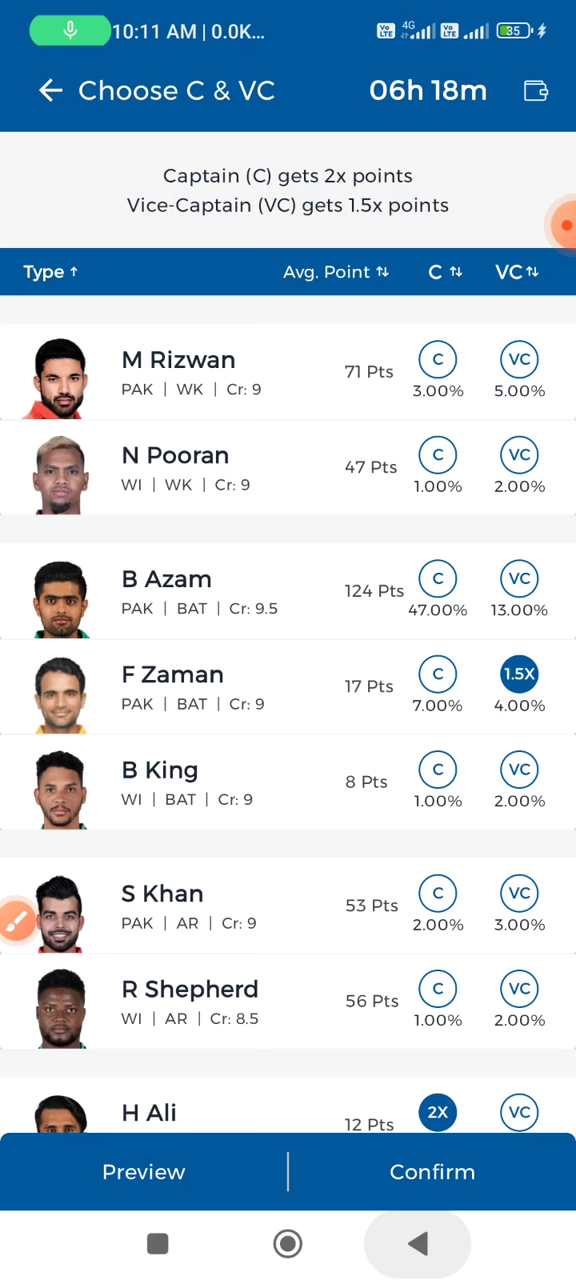 10:11 AM | 0.0K...
Vo LTE 4G Vo LTE 35
Choose C & VC 06h 18m
Captain (C) gets 2x points
Vice-Captain (VC) gets 1.5x points
Type ↑ Avg. Point ↑↓ C ↑↓ VC ↑↓
M Rizwan 71 Pts C VC
PAK | WK | Cr: 9 3.00% 5.00%
N Pooran 47 Pts C VC
WI | WK | Cr: 9 1.00% 2.00%
B Azam 124 Pts C VC
PAK | BAT | Cr: 9.5 47.00% 13.00%
F Zaman 17 Pts C 1.5X
PAK | BAT | Cr: 9 7.00% 4.00%
B King 8 Pts C VC
WI | BAT | Cr: 9 1.00% 2.00%
S Khan 53 Pts C VC
PAK | AR | Cr: 9 2.00% 3.00%
R Shepherd 56 Pts C VC
WI | AR | Cr: 8.5 1.00% 2.00%
H Ali 12 Pts 2X VC
Preview Confirm